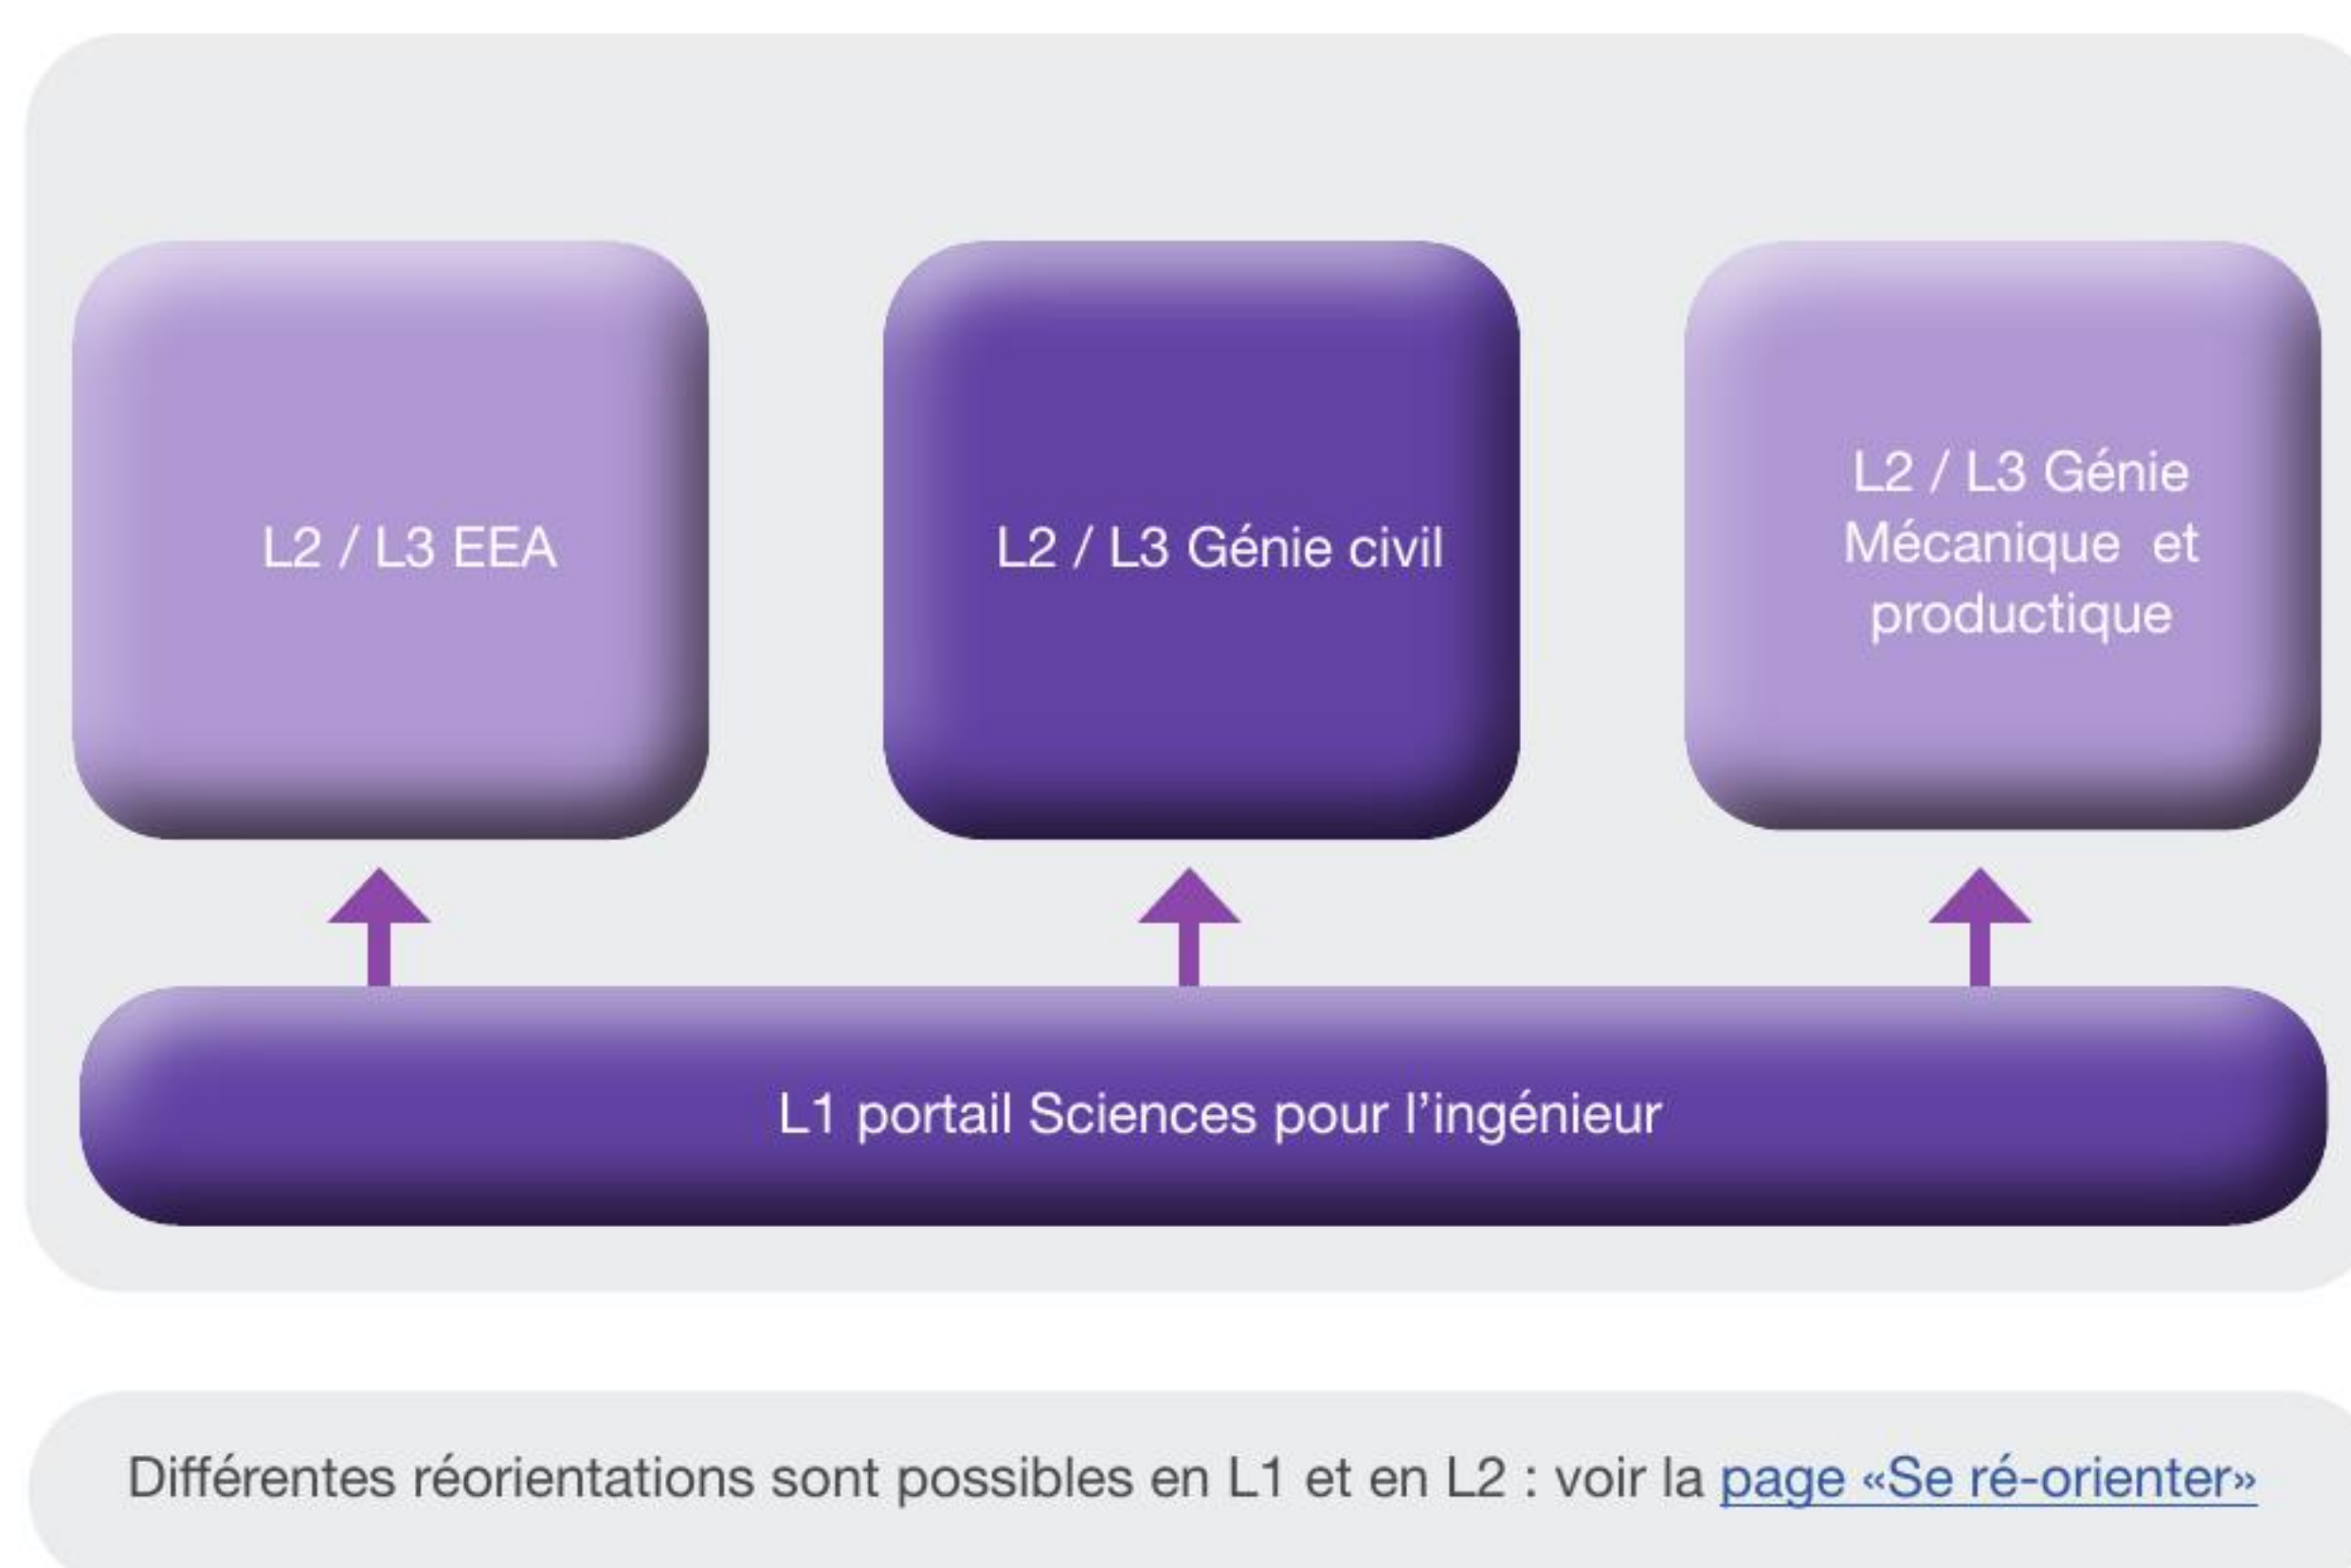 L2 / L3 EEA
L2 / L3 Génie civil
L2 / L3 Génie
Mécanique et
productique
L1 portail Sciences pour l’ingénieur
Différentes réorientations sont possibles en L1 et en L2 : voir la page «Se ré-orienter»